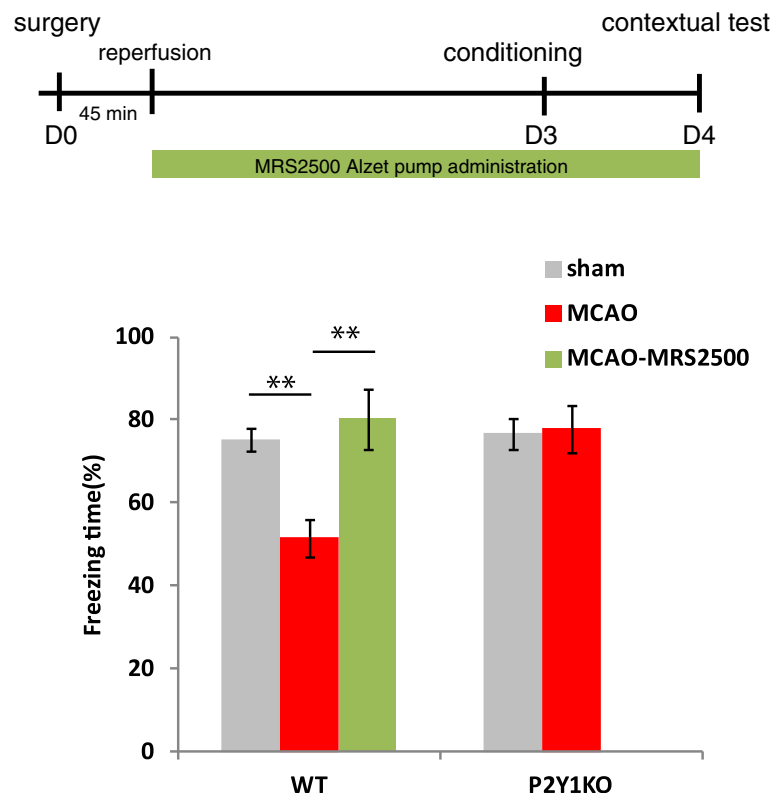 surgery
contextual test
reperfusion
conditioning
45 min
D0
D3
D4
MRS2500 Alzet pump administration
sham
MCAO
MCAO-MRS2500
**
**
100
80
60
40
20
0
Freezing time(%)
WT
P2Y1KO